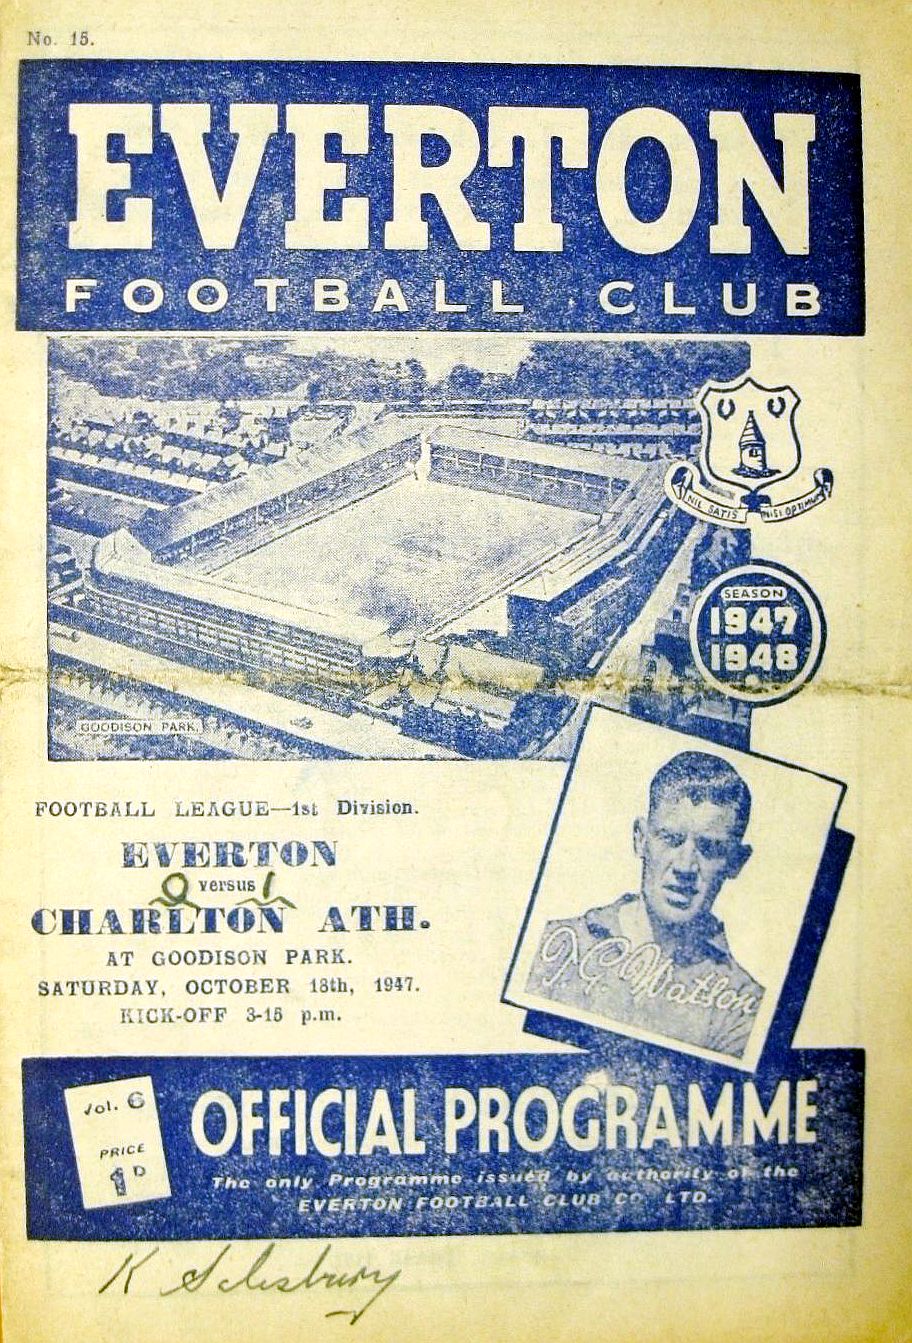 No. 15.
EVERTON
FOOTBALL CLUB
NIL SATIS NISI OPTIMUM
SEASON
1947
1948
GOODISON PARK.
FOOTBALL LEAGUE—1st Division.
EVERTON
0 versus 1
CHARLTON ATH.
AT GOODISON PARK.
SATURDAY, OCTOBER 18th, 1947.
KICK-OFF 3-15 p.m.
Watson
Vol. 6
PRICE
1D
OFFICIAL PROGRAMME
The only Programme issued by authority of the
EVERTON FOOTBALL CLUB CO. LTD.
K